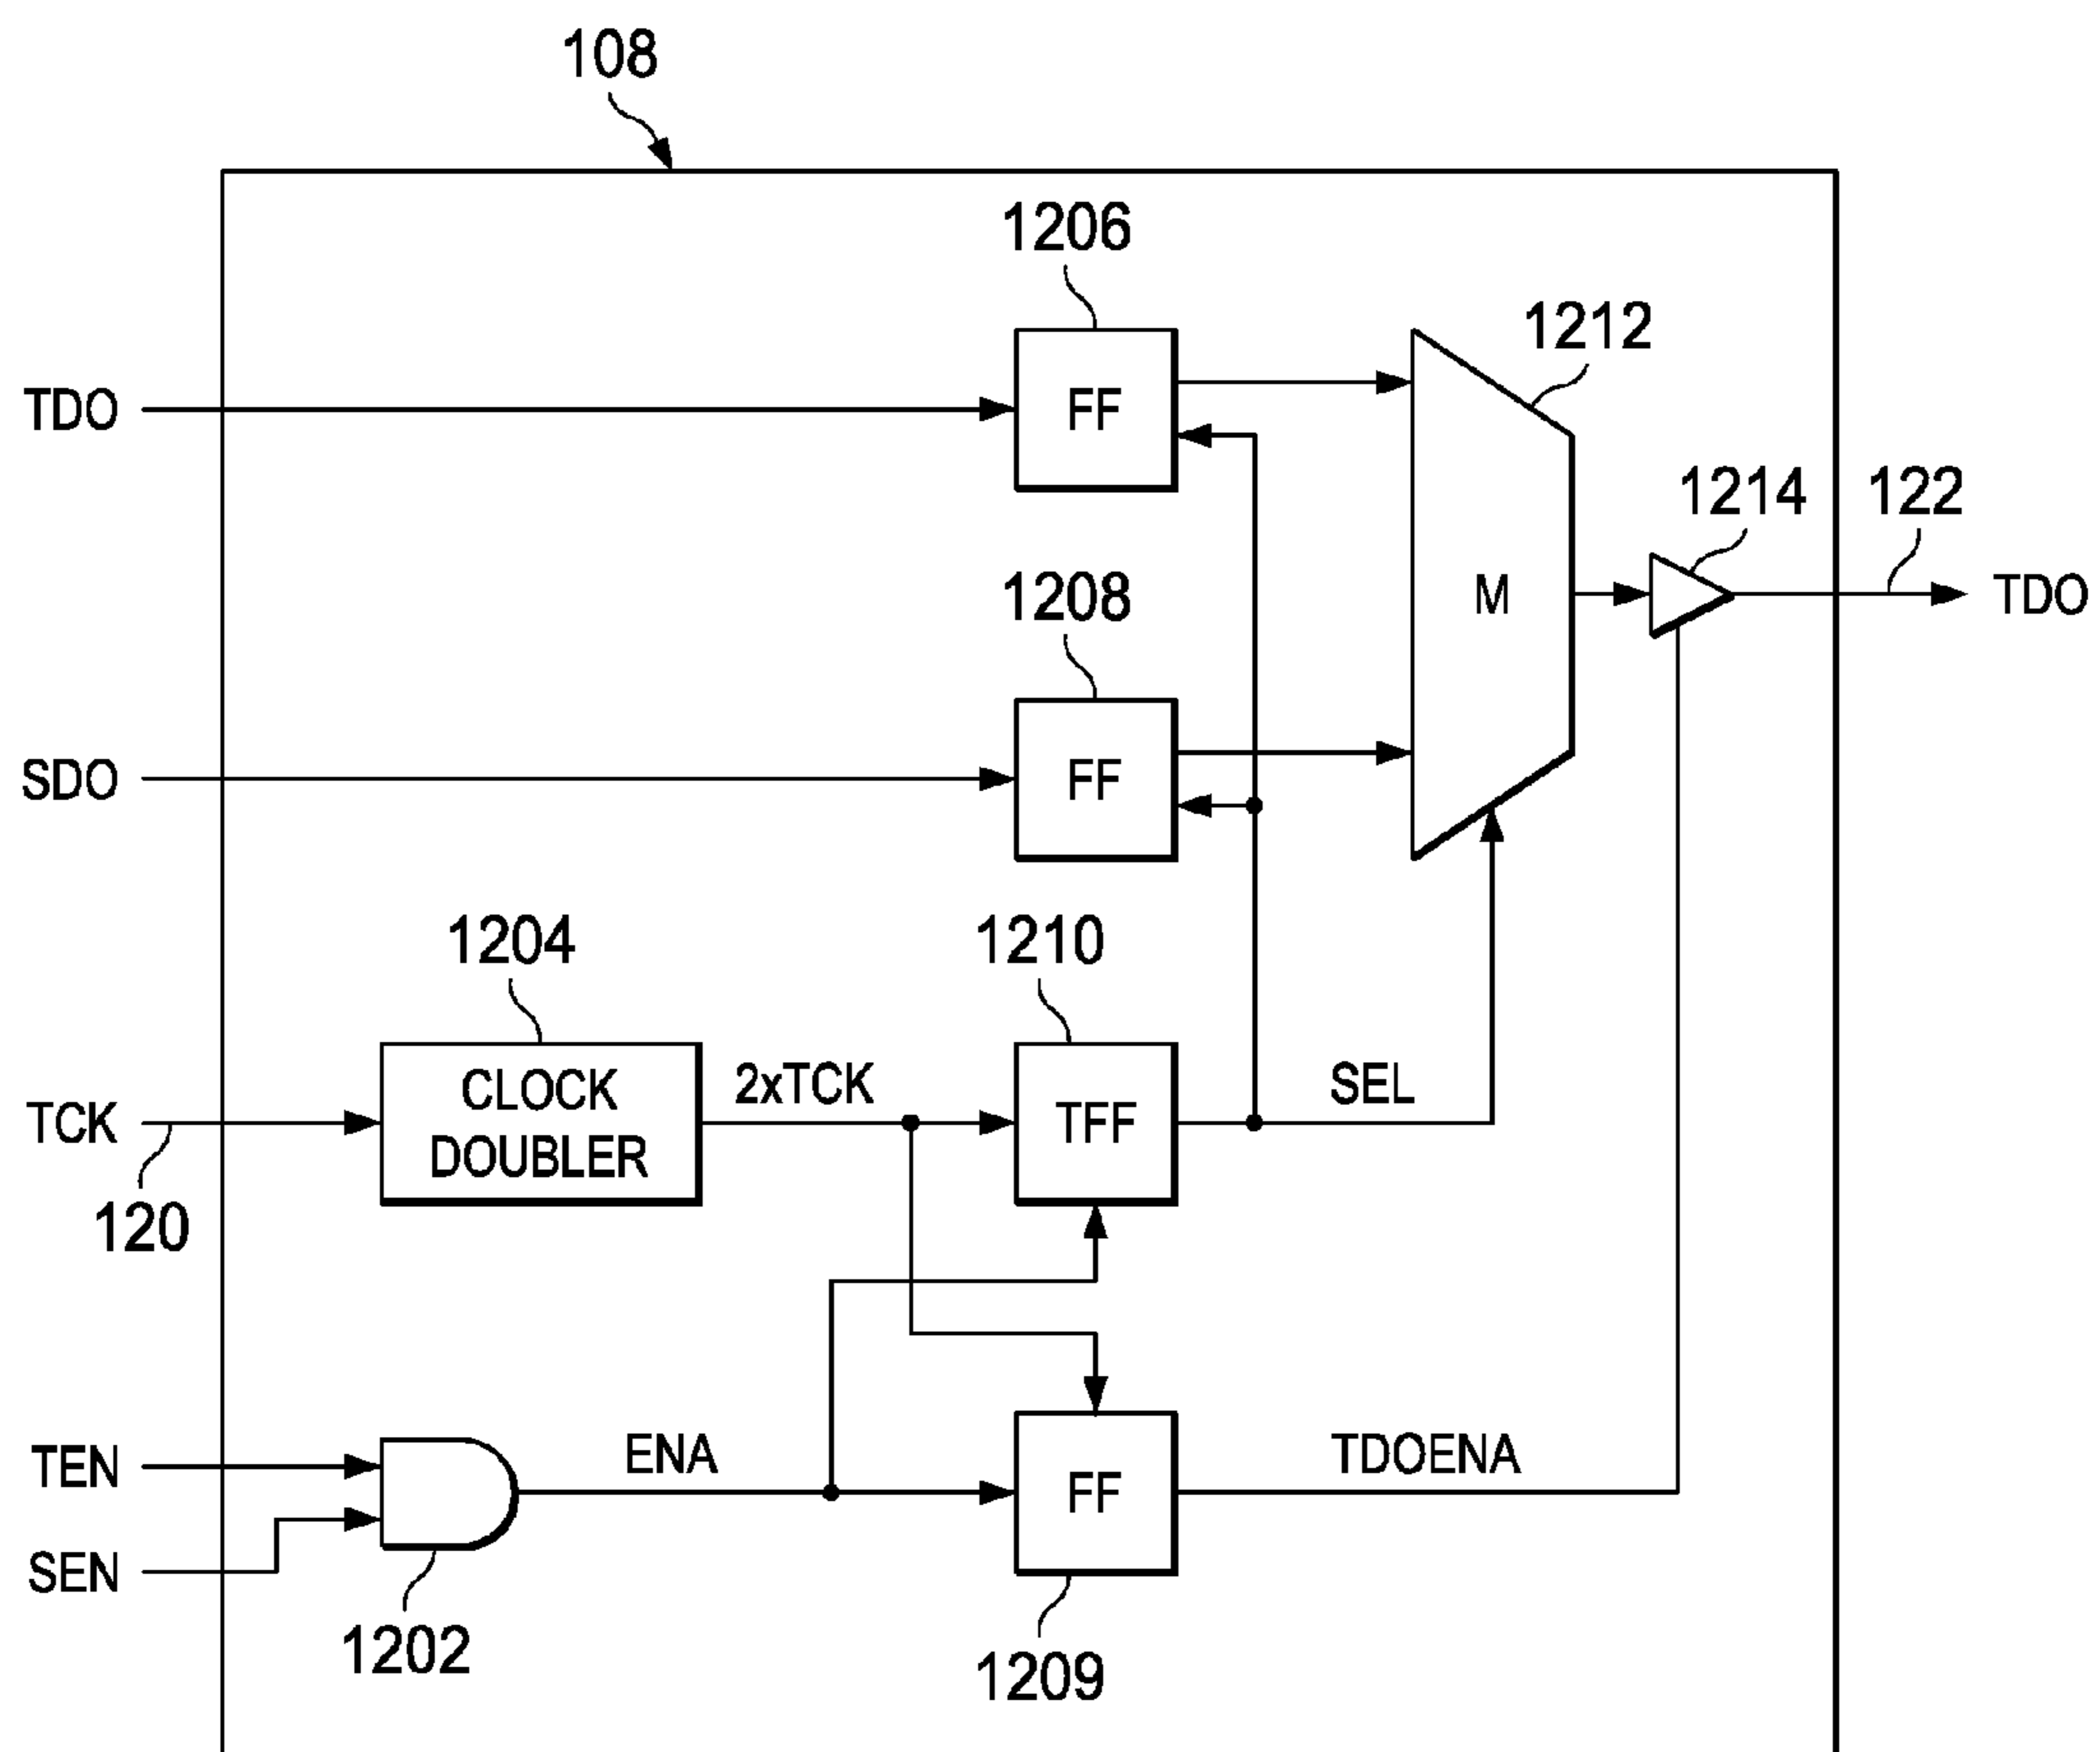 108
1206
1212
TDO
FF
1214
122
M
TDO
1208
SDO
FF
1204
1210
TCK
CLOCK
DOUBLER
2xTCK
TFF
SEL
120
TEN
ENA
FF
TDOENA
SEN
1202
1209